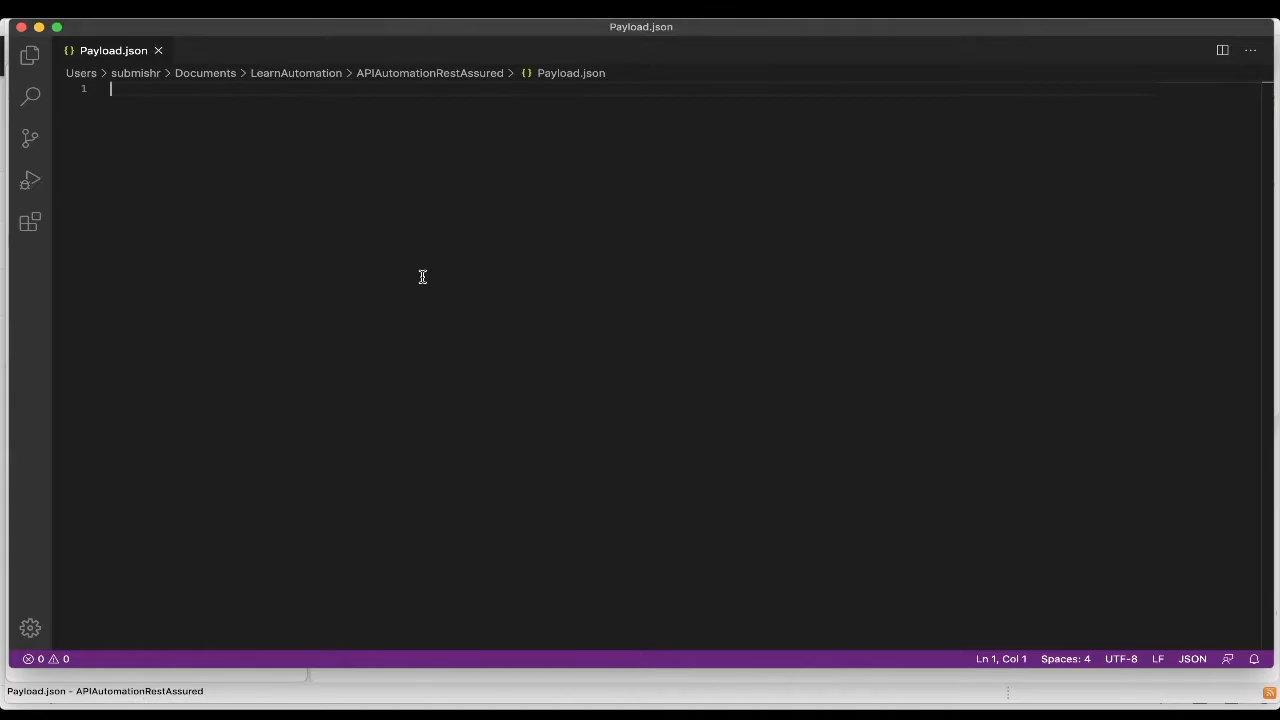 Payload.json
{} Payload.json ×
Users > submishr > Documents > LearnAutomation > APIAutomationRestAssured > {} Payload.json
1
0 0
Ln 1, Col 1 Spaces: 4 UTF-8 LF JSON
Payload.json - APIAutomationRestAssured